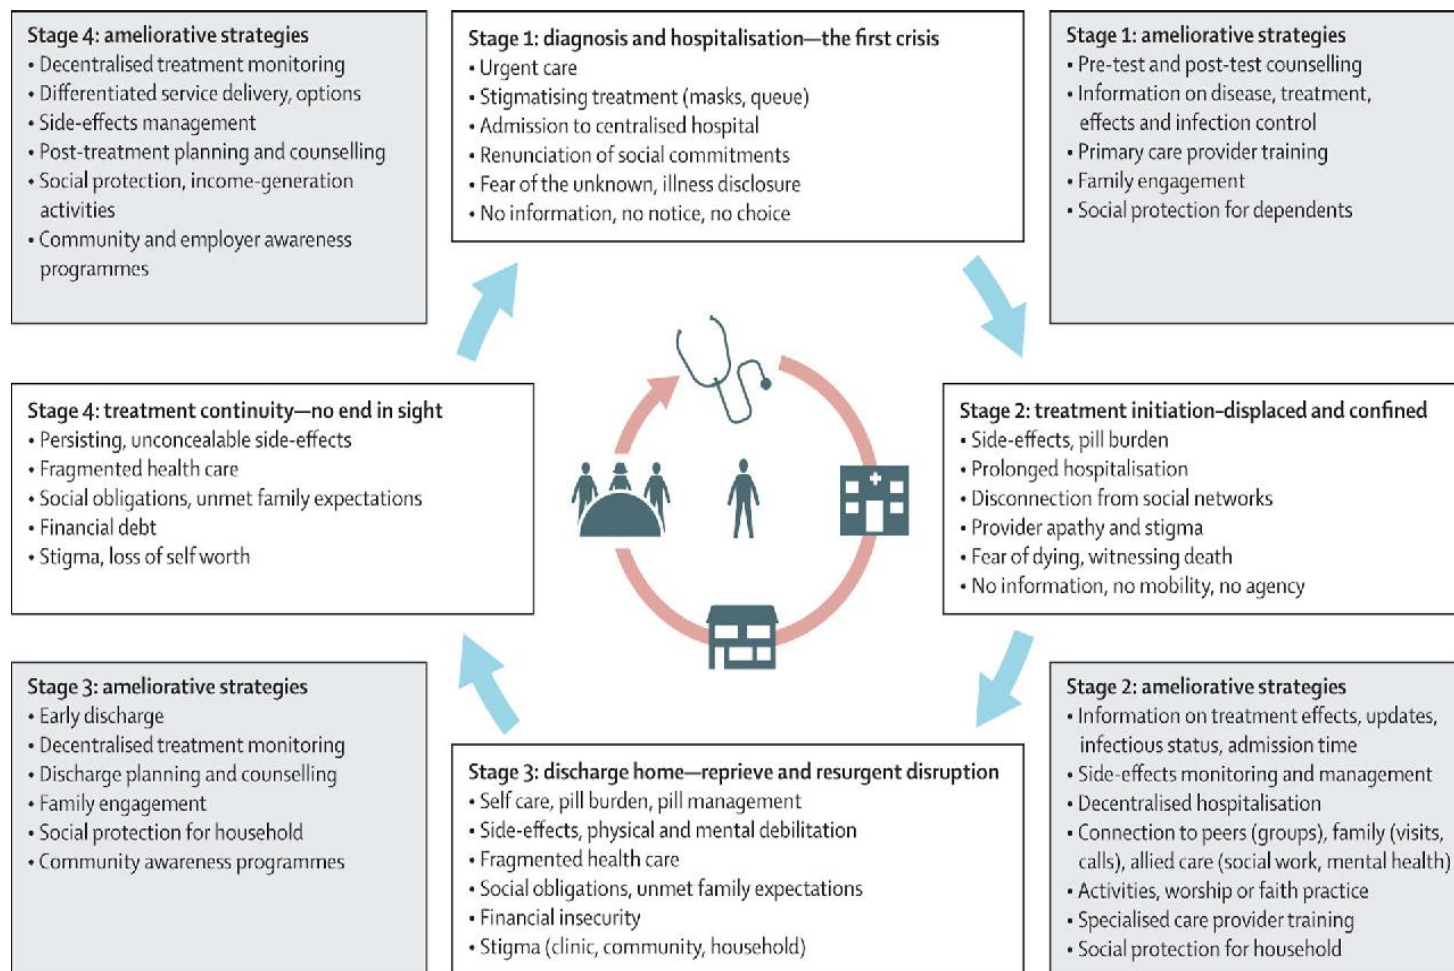 Stage 4: ameliorative strategies
• Decentralised treatment monitoring
• Differentiated service delivery, options
• Side-effects management
• Post-treatment planning and counselling
• Social protection, income-generation
activities
• Community and employer awareness
programmes
Stage 1: diagnosis and hospitalisation—the first crisis
• Urgent care
• Stigmatising treatment (masks, queue)
• Admission to centralised hospital
• Renunciation of social commitments
• Fear of the unknown, illness disclosure
• No information, no notice, no choice
Stage 1: ameliorative strategies
• Pre-test and post-test counselling
• Information on disease, treatment,
effects and infection control
• Primary care provider training
• Family engagement
• Social protection for dependents
Stage 4: treatment continuity—no end in sight
• Persisting, unconcealable side-effects
• Fragmented health care
• Social obligations, unmet family expectations
• Financial debt
• Stigma, loss of self worth
Stage 2: treatment initiation–displaced and confined
• Side-effects, pill burden
• Prolonged hospitalisation
• Disconnection from social networks
• Provider apathy and stigma
• Fear of dying, witnessing death
• No information, no mobility, no agency
Stage 3: ameliorative strategies
• Early discharge
• Decentralised treatment monitoring
• Discharge planning and counselling
• Family engagement
• Social protection for household
• Community awareness programmes
Stage 3: discharge home—reprieve and resurgent disruption
• Self care, pill burden, pill management
• Side-effects, physical and mental debilitation
• Fragmented health care
• Social obligations, unmet family expectations
• Financial insecurity
• Stigma (clinic, community, household)
Stage 2: ameliorative strategies
• Information on treatment effects, updates,
infectious status, admission time
• Side-effects monitoring and management
• Decentralised hospitalisation
• Connection to peers (groups), family (visits,
calls), allied care (social work, mental health)
• Activities, worship or faith practice
• Specialised care provider training
• Social protection for household